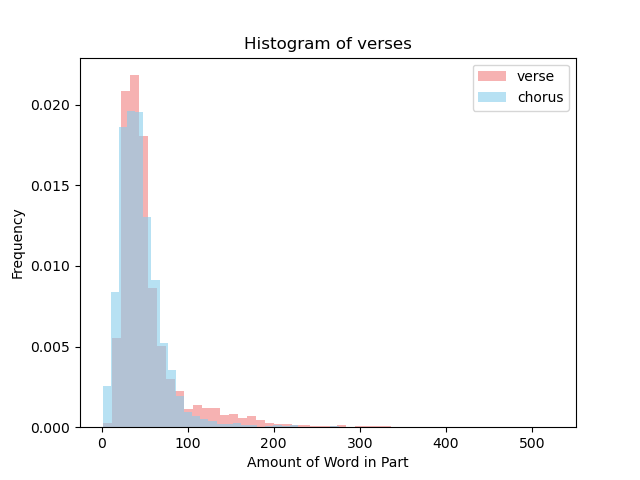 Histogram of verses
verse
chorus
0.020
0.015
0.010
0.005
0.000
Frequency
0 100 200 300 400 500
Amount of Word in Part